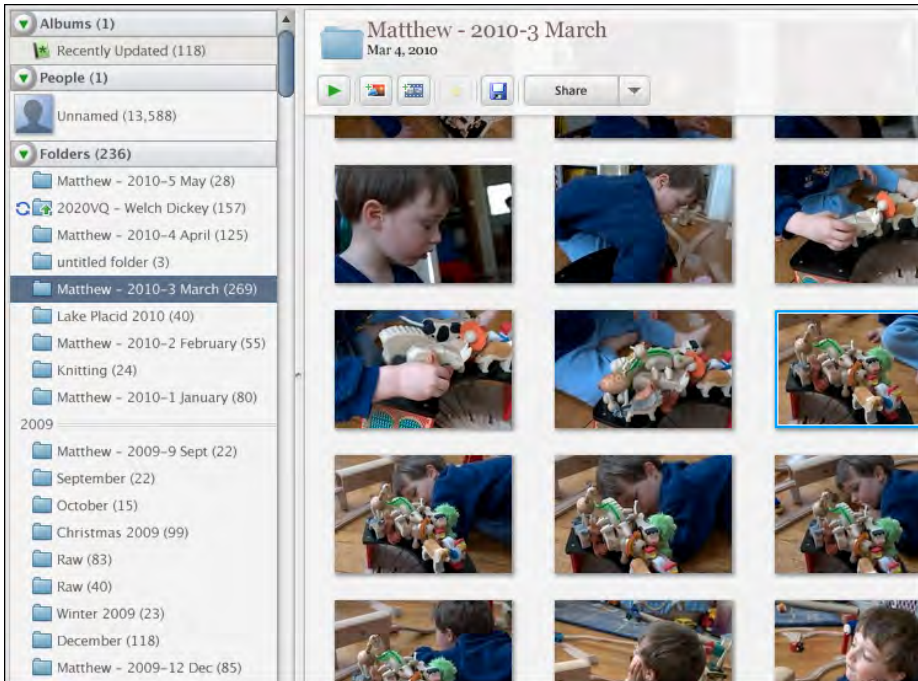 Albums (1)
Recently Updated (118)
People (1)
Unnamed (13,588)
Folders (236)
Matthew - 2010-5 May (28)
2020VQ - Welch Dickey (157)
Matthew - 2010-4 April (125)
untitled folder (3)
Matthew - 2010-3 March (269)
Lake Placid 2010 (40)
Matthew - 2010-2 February (55)
Knitting (24)
Matthew - 2010-1 January (80)
2009
Matthew - 2009-9 Sept (22)
September (22)
October (15)
Christmas 2009 (99)
Raw (83)
Raw (40)
Winter 2009 (23)
December (118)
Matthew - 2009-12 Dec (85)
Matthew - 2010-3 March
Mar 4, 2010
Share